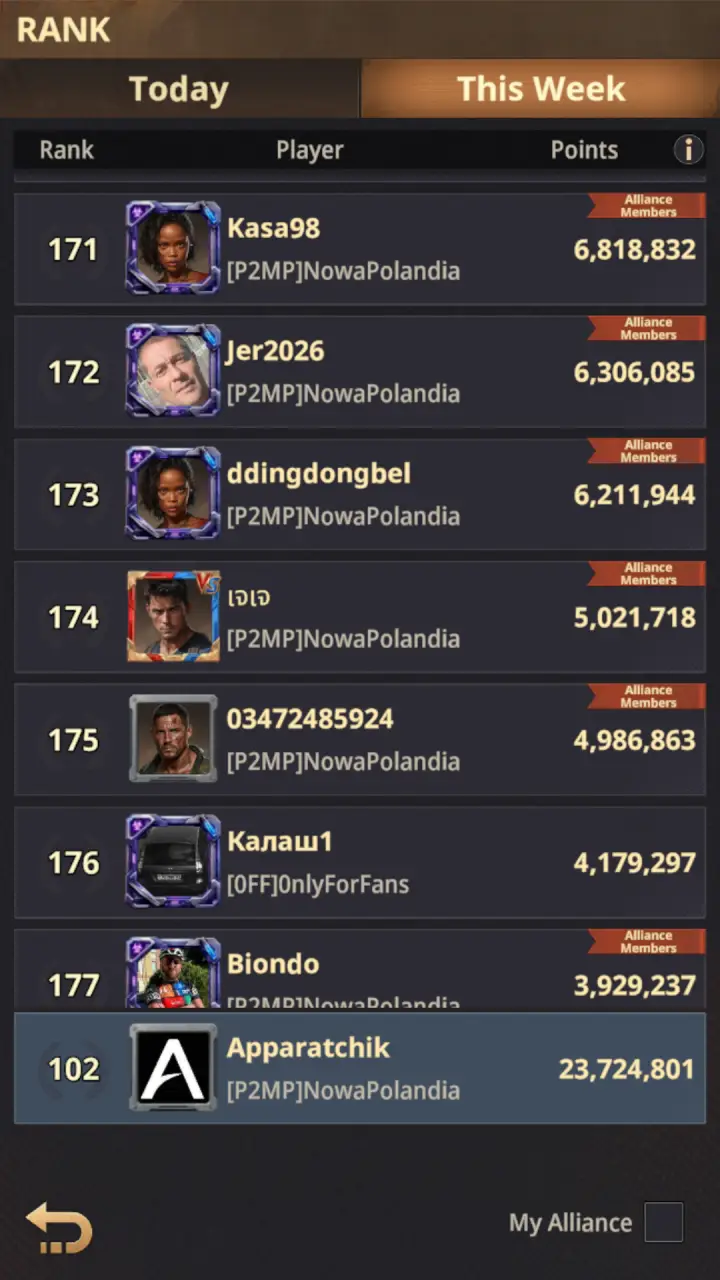 RANK
Today
This Week
Rank
Player
Points
171
Kasa98
[P2MP]NowaPolandia
Alliance
Members
6,818,832
172
Jer2026
[P2MP]NowaPolandia
Alliance
Members
6,306,085
173
ddingdongbel
[P2MP]NowaPolandia
Alliance
Members
6,211,944
174
เจเจ
[P2MP]NowaPolandia
Alliance
Members
5,021,718
175
03472485924
[P2MP]NowaPolandia
Alliance
Members
4,986,863
176
Калаш1
[0FF]0nlyForFans
4,179,297
177
Biondo
[P2MP]NowaPolandia
Alliance
Members
3,929,237
102
Apparatchik
[P2MP]NowaPolandia
23,724,801
My Alliance